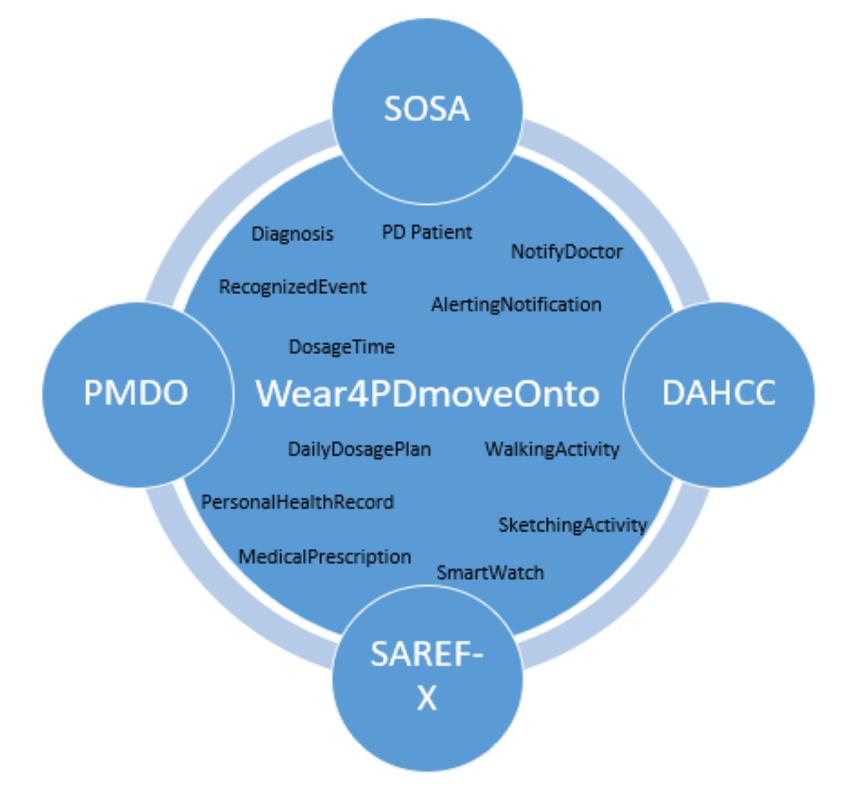 SOSA
Diagnosis
PD Patient
NotifyDoctor
RecognizedEvent
AlertingNotification
DosageTime
PMDO
Wear4PDmoveOnto
DAHCC
DailyDosagePlan
WalkingActivity
PersonalHealthRecord
SketchingActivity
MedicalPrescription
SmartWatch
SAREF-
X